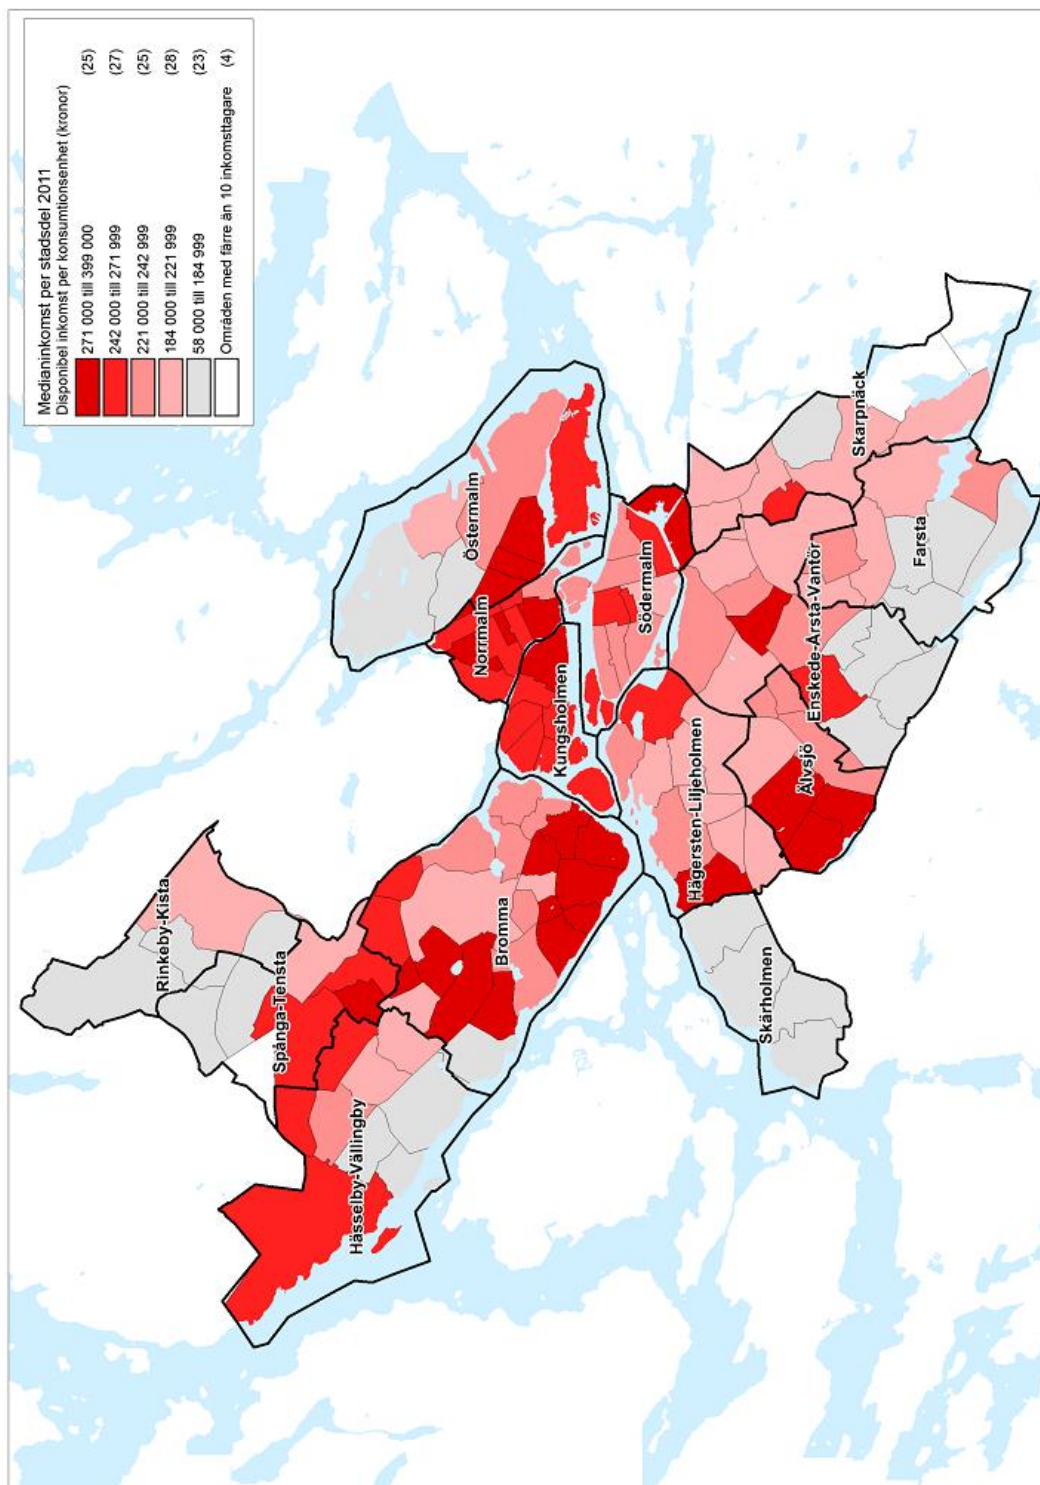 Medianinkomst per stadsdel 2011
Disponibel inkomst per konsumtionsenhet (kronor)
271 000 till 399 000 (25)
242 000 till 271 999 (27)
221 000 till 242 999 (25)
184 000 till 221 999 (28)
58 000 till 184 999 (23)
Områden med färre än 10 inkomsttagare (4)
Rinkeby-Kista
Spånga-Tensta
Hässelby-Vällingby
Bromma
Norrmalm
Östermalm
Kungsholmen
Södermalm
Hägersten-Liljeholmen
Skärholmen
Älvsjö
Enskede-Årsta-Vantör
Farsta
Skarpnäck